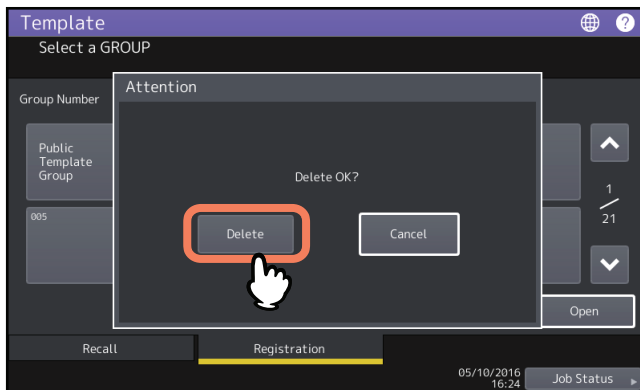 Template
?
Select a GROUP
Attention
Group Number
Public
Template
Group
Delete OK?
1
21
005
Delete
Cancel
Open
Recall
Registration
05/10/2016
16:24
Job Status